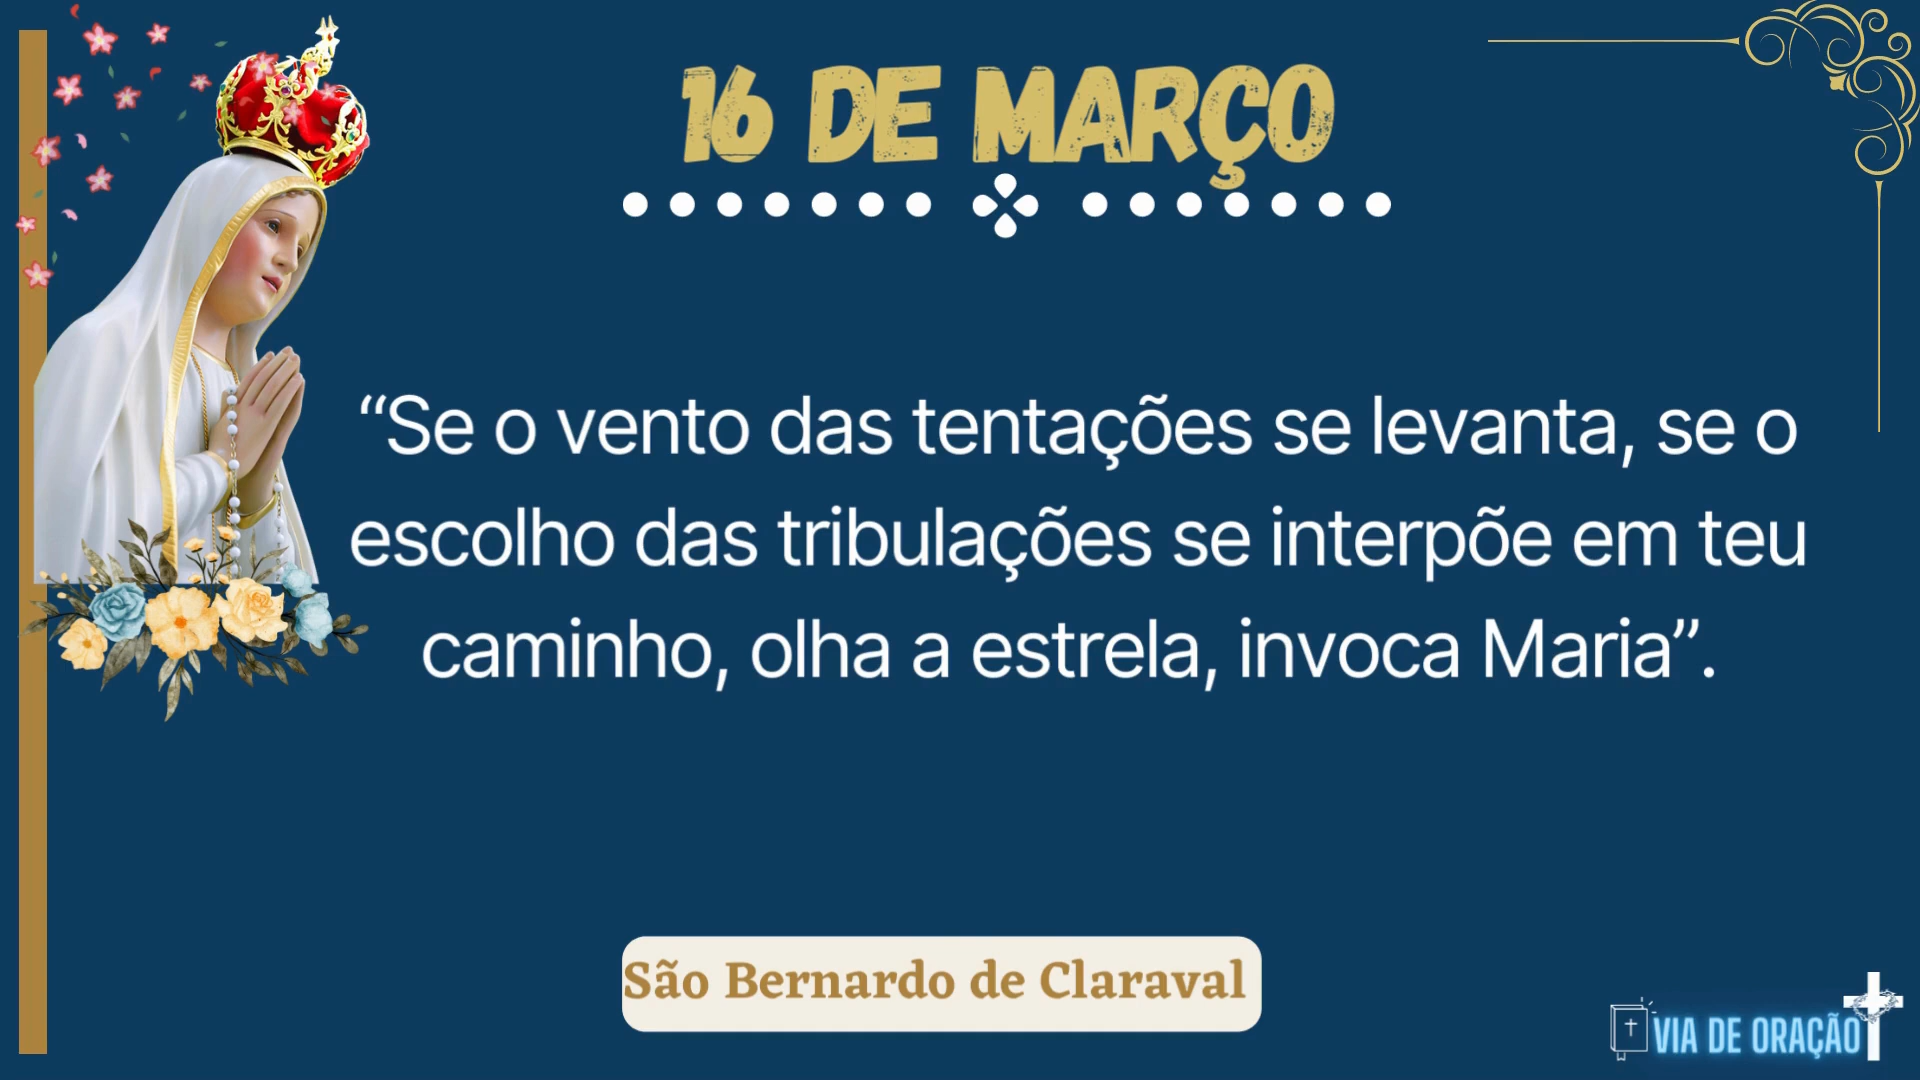 16 DE MARÇO
“Se o vento das tentações se levanta, se o
escolho das tribulações se interpõe em teu
caminho, olha a estrela, invoca Maria”.
São Bernardo de Claraval
VIA DE ORAÇÃO